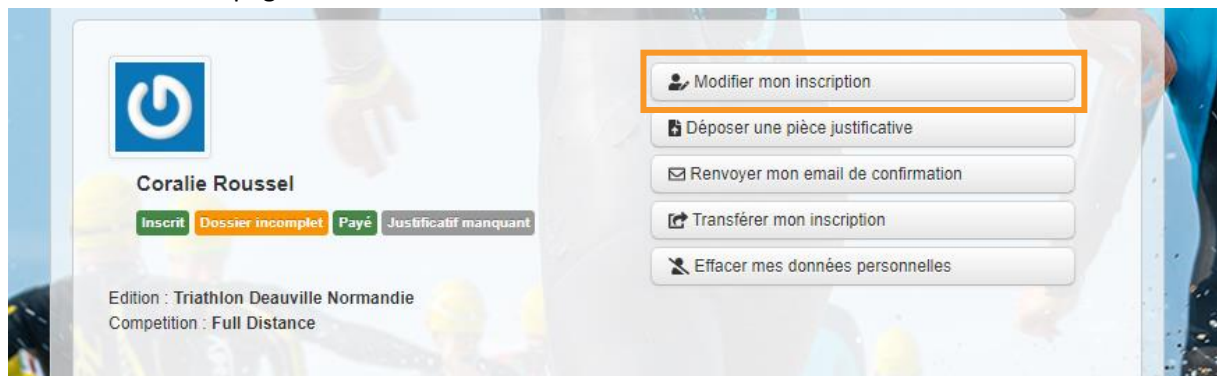 Modifier mon inscription
Déposer une pièce justificative
Coralie Roussel
Renvoyer mon email de confirmation
Inscrit Dossier incomplet Payé Justificatif manquant
Transférer mon inscription
Effacer mes données personnelles
Edition : Triathlon Deauville Normandie
Competition : Full Distance